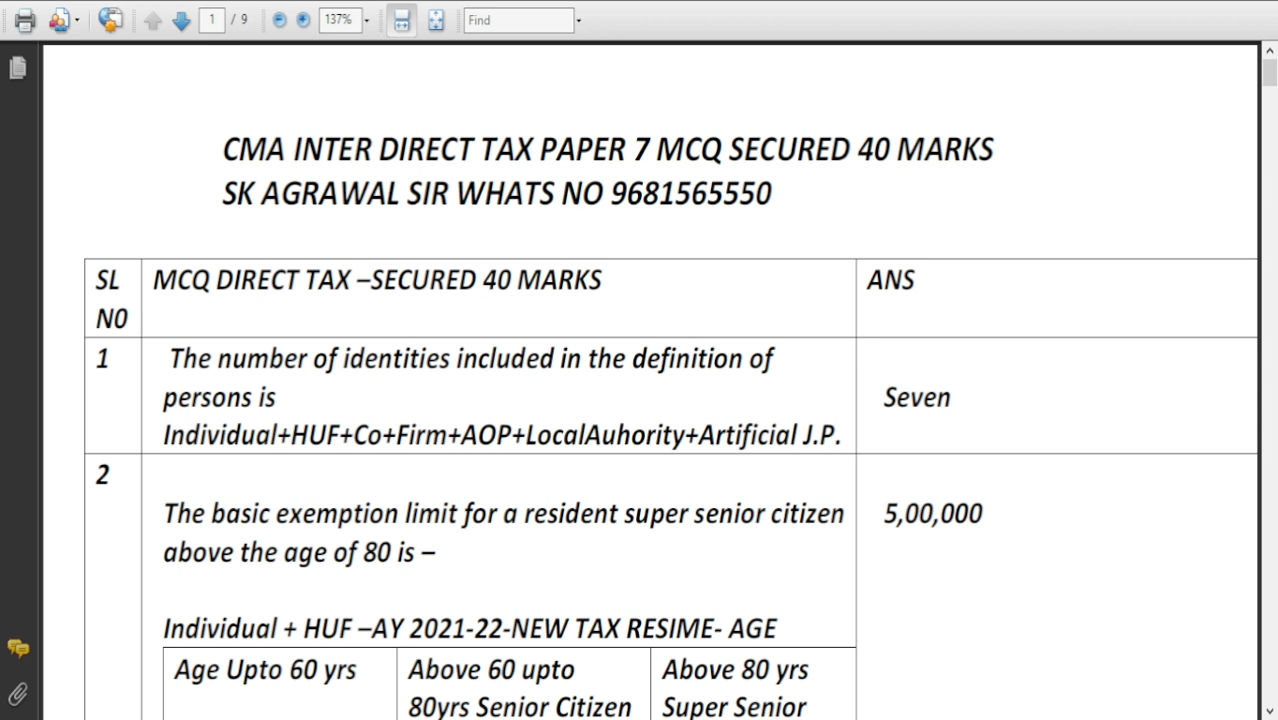 1 / 9 137% Find
CMA INTER DIRECT TAX PAPER 7 MCQ SECURED 40 MARKS
SK AGRAWAL SIR WHATS NO 9681565550
SL N0
MCQ DIRECT TAX –SECURED 40 MARKS
ANS
1
The number of identities included in the definition of
persons is
Individual+HUF+Co+Firm+AOP+LocalAuhority+Artificial J.P.
Seven
2
The basic exemption limit for a resident super senior citizen
above the age of 80 is –
5,00,000
Individual + HUF –AY 2021-22-NEW TAX RESIME- AGE
Age Upto 60 yrs
Above 60 upto
80yrs Senior Citizen
Above 80 yrs
Super Senior